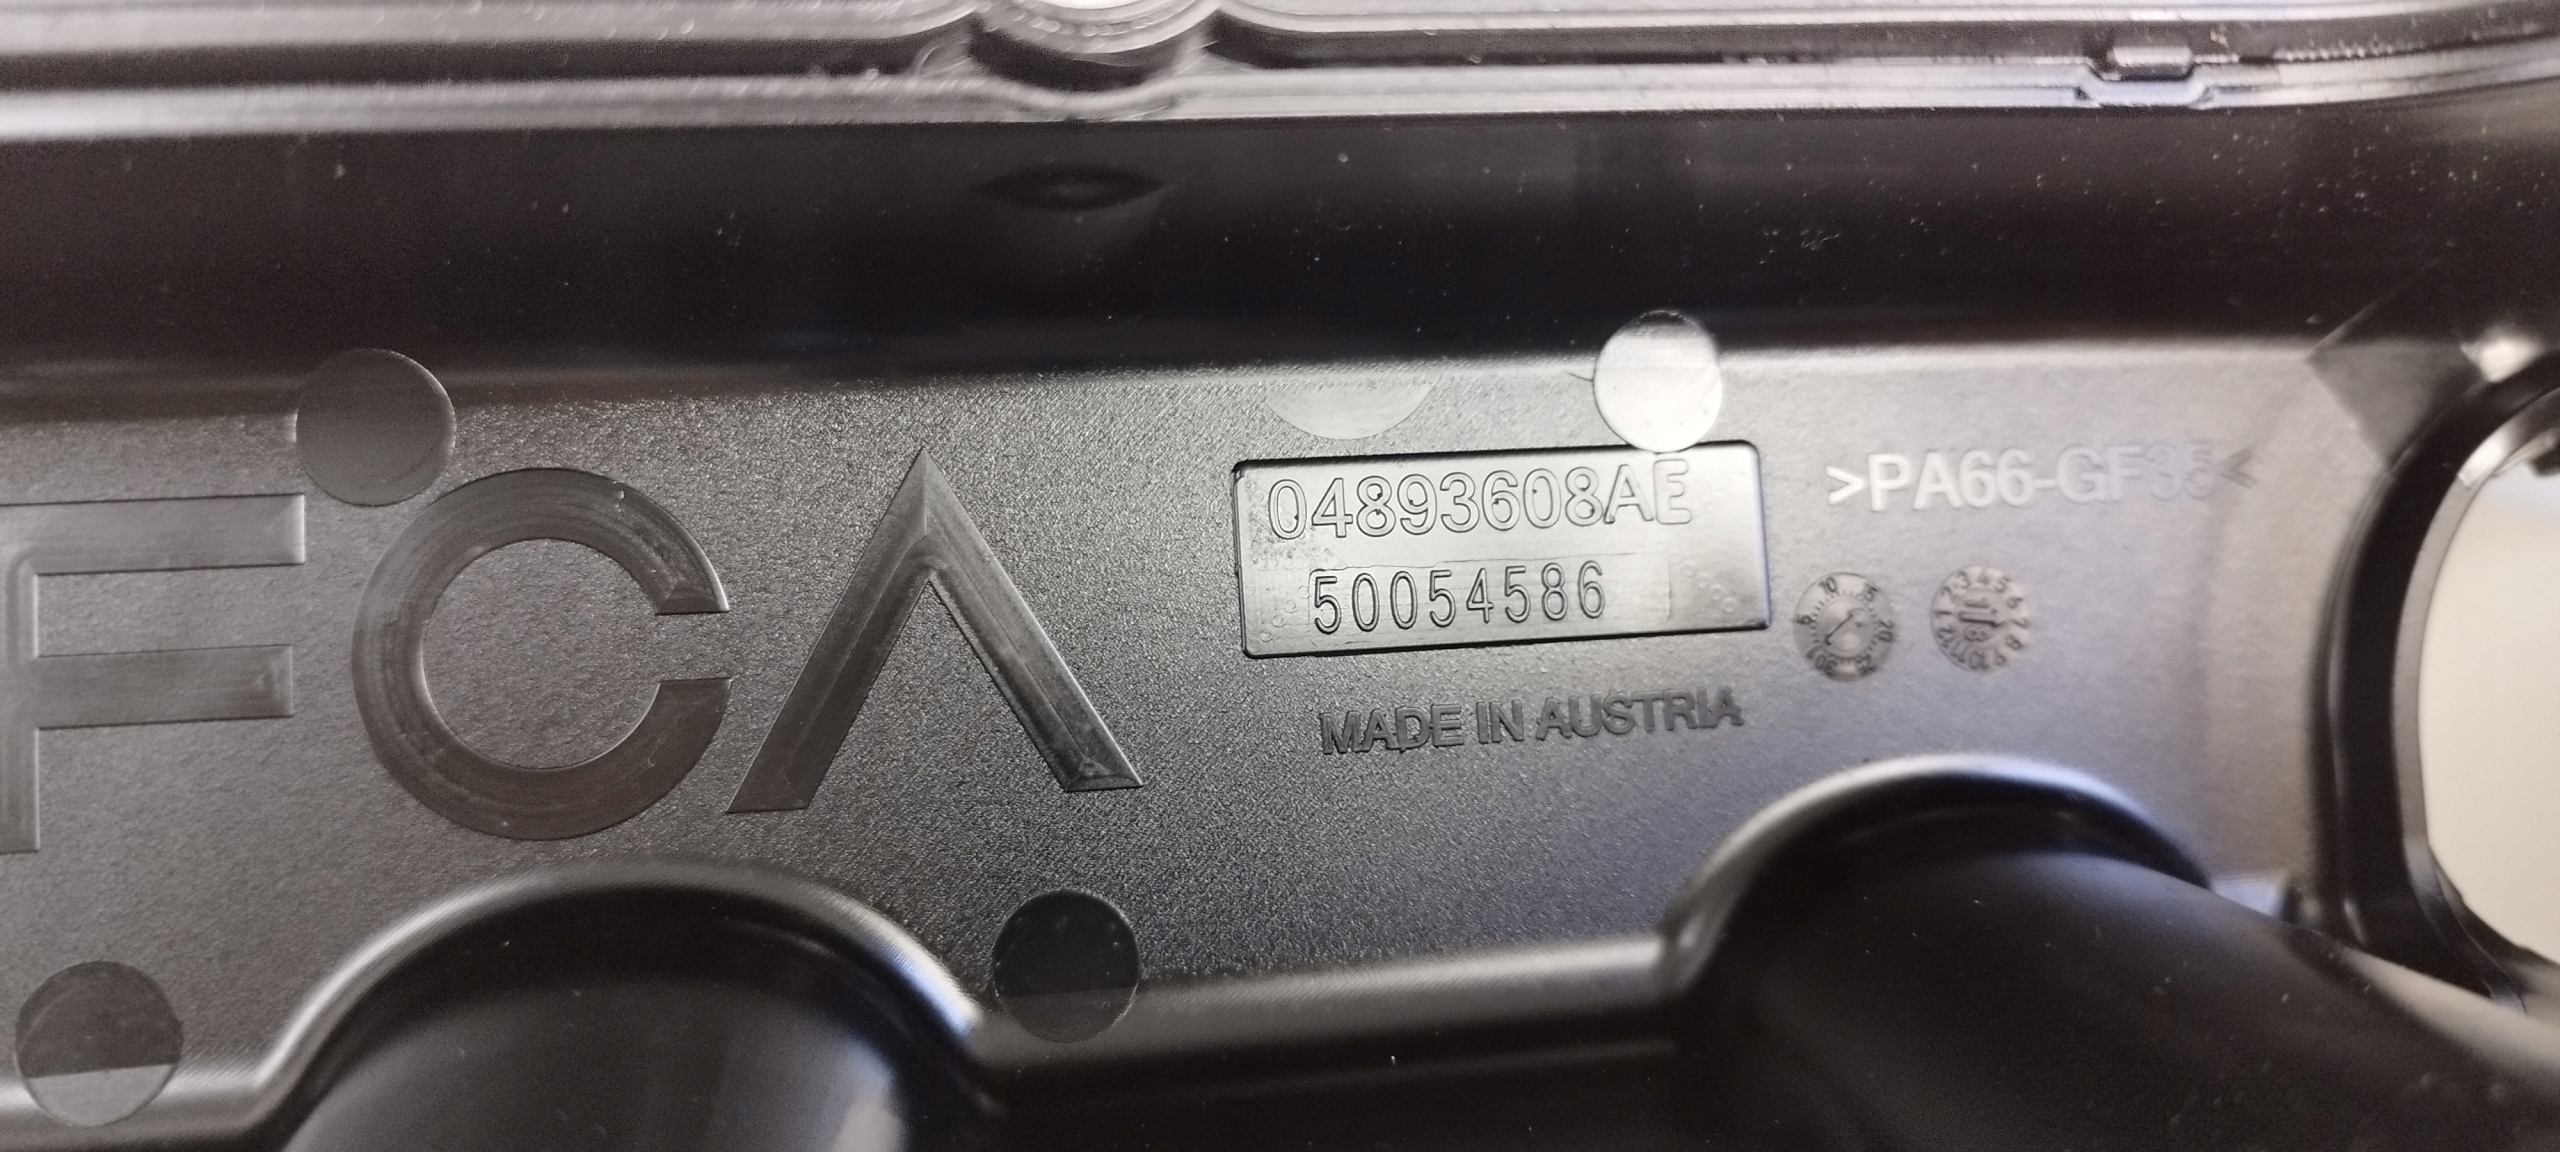 FCA
04893608AE
50054586
>PA66-GF35<
MADE IN AUSTRIA